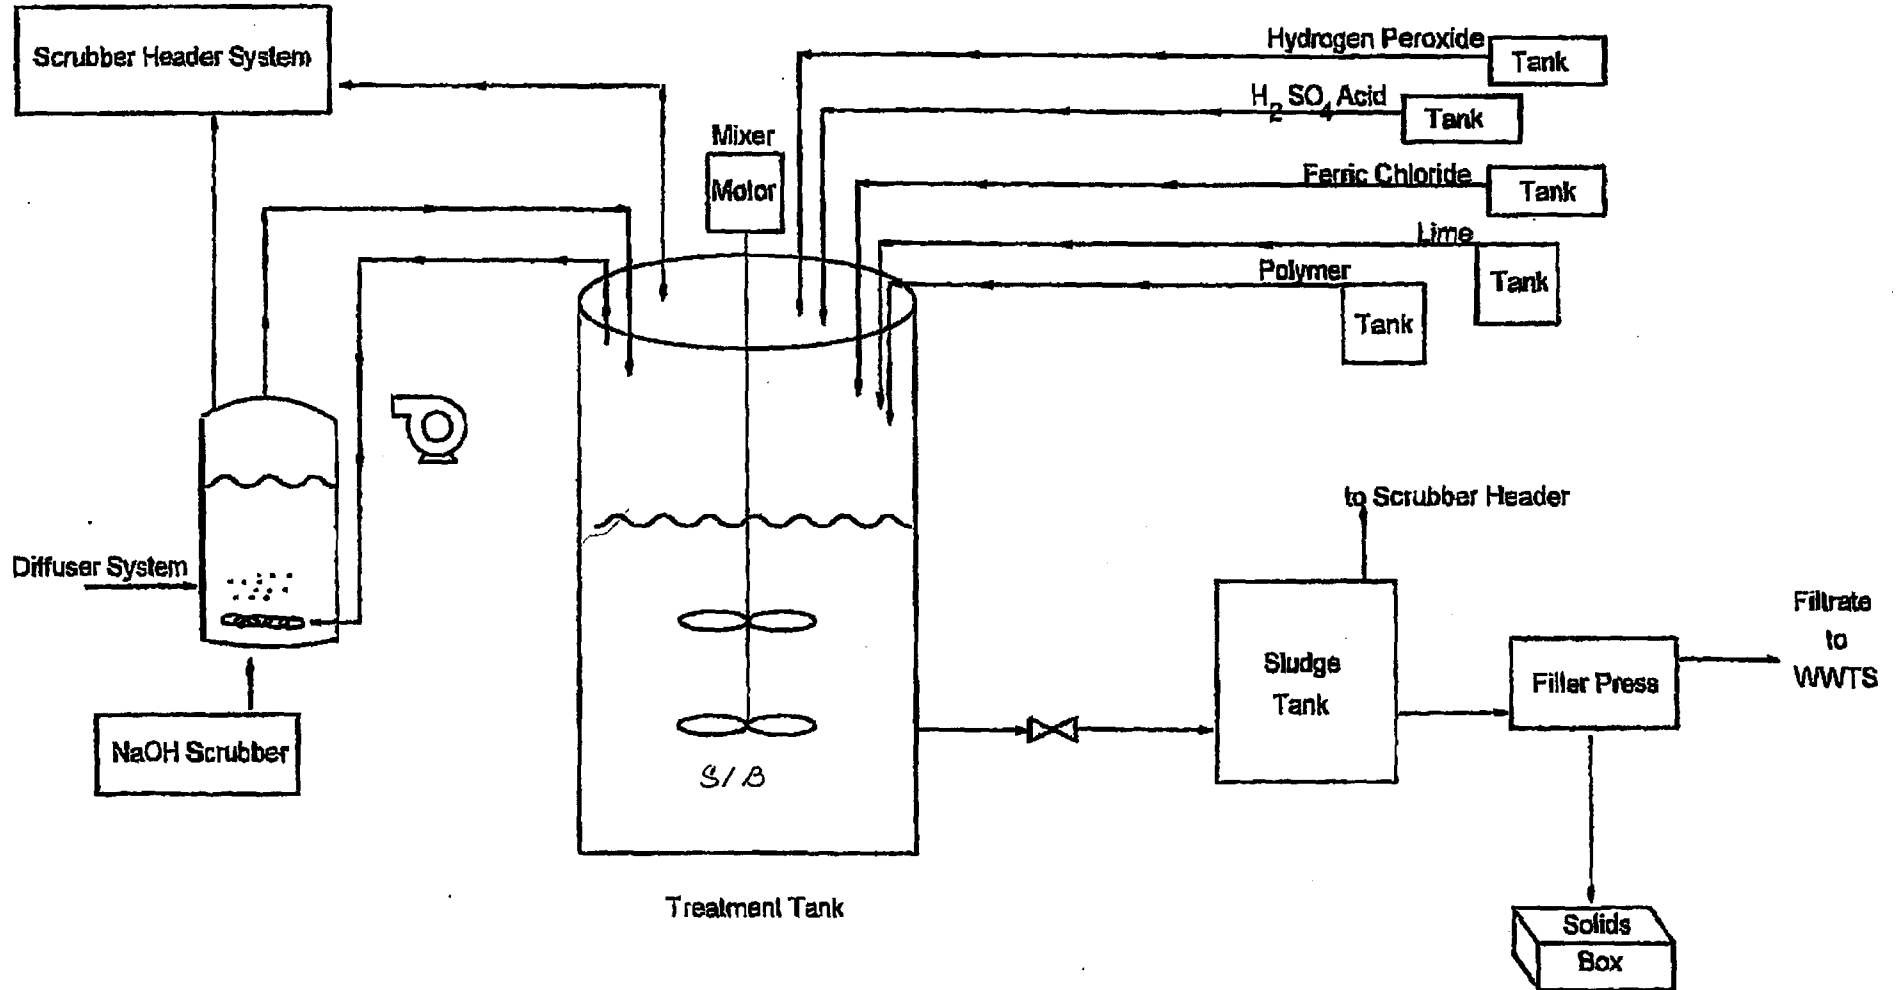 Scrubber Header System
Hydrogen Peroxide
Tank
H2SO4 Acid
Tank
Mixer
Motor
Ferric Chloride
Tank
Lime
Tank
Polymer
Tank
to Scrubber Header
Diffuser System
Filtrate
to
WWTS
Sludge
Tank
Filter Press
NaOH Scrubber
S/B
Treatment Tank
Solids
Box